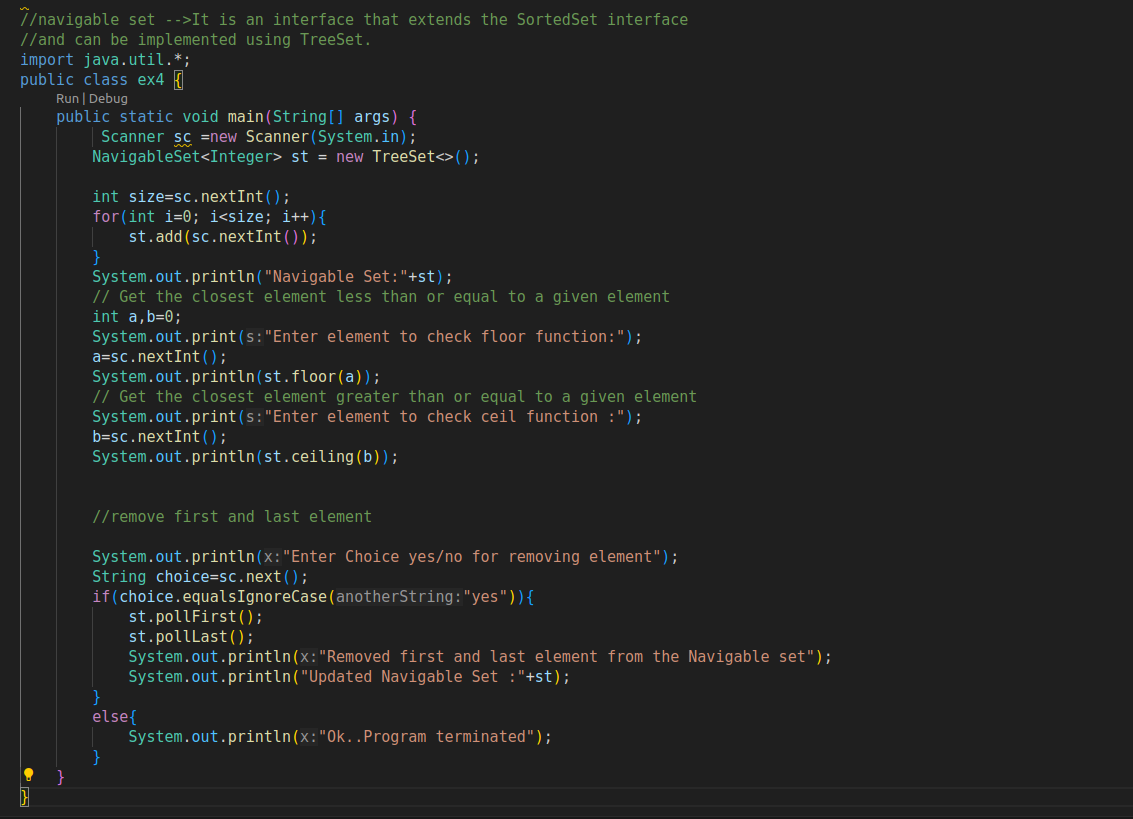 //navigable set -->It is an interface that extends the SortedSet interface
//and can be implemented using TreeSet.
import java.util.*;
public class ex4 {
Run | Debug
public static void main(String[] args) {
Scanner sc =new Scanner(System.in);
NavigableSet<Integer> st = new TreeSet<>();
int size=sc.nextInt();
for(int i=0; i<size; i++){
st.add(sc.nextInt());
}
System.out.println("Navigable Set:"+st);
// Get the closest element less than or equal to a given element
int a,b=0;
System.out.print(s:"Enter element to check floor function:");
a=sc.nextInt();
System.out.println(st.floor(a));
// Get the closest element greater than or equal to a given element
System.out.print(s:"Enter element to check ceil function :");
b=sc.nextInt();
System.out.println(st.ceiling(b));
//remove first and last element
System.out.println(x:"Enter Choice yes/no for removing element");
String choice=sc.next();
if(choice.equalsIgnoreCase(anotherString:"yes")){
st.pollFirst();
st.pollLast();
System.out.println(x:"Removed first and last element from the Navigable set");
System.out.println("Updated Navigable Set :"+st);
}
else{
System.out.println(x:"Ok..Program terminated");
}
}
}